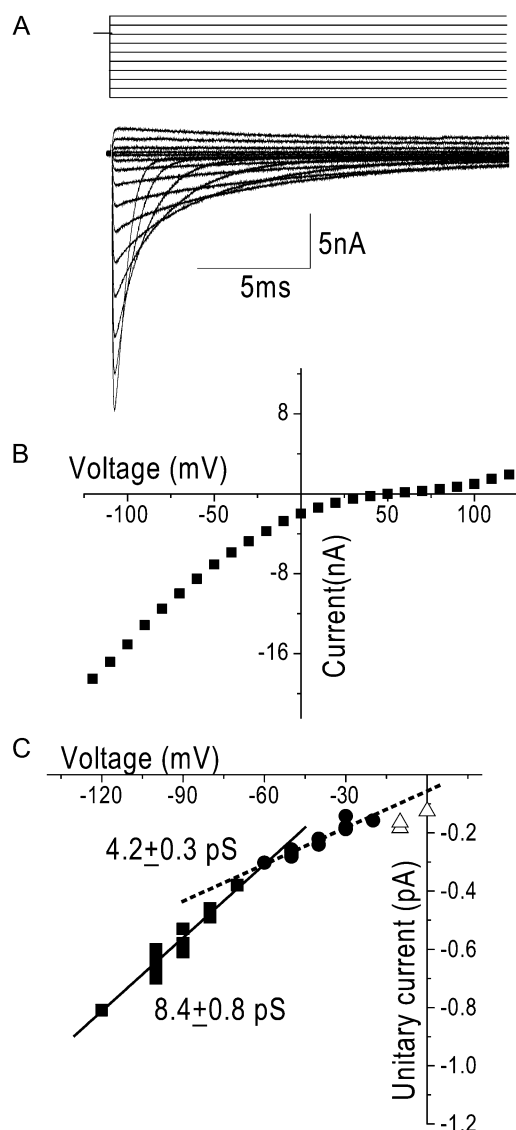 A
5nA
5ms
B
8
Voltage (mV)
-100
-50
50
100
-8
-16
Current(nA)
C
Voltage (mV)
-120
-90
-60
-30
-0.2
-0.4
-0.6
-0.8
-1.0
-1.2
4.2±0.3 pS
8.4±0.8 pS
Unitary current (pA)